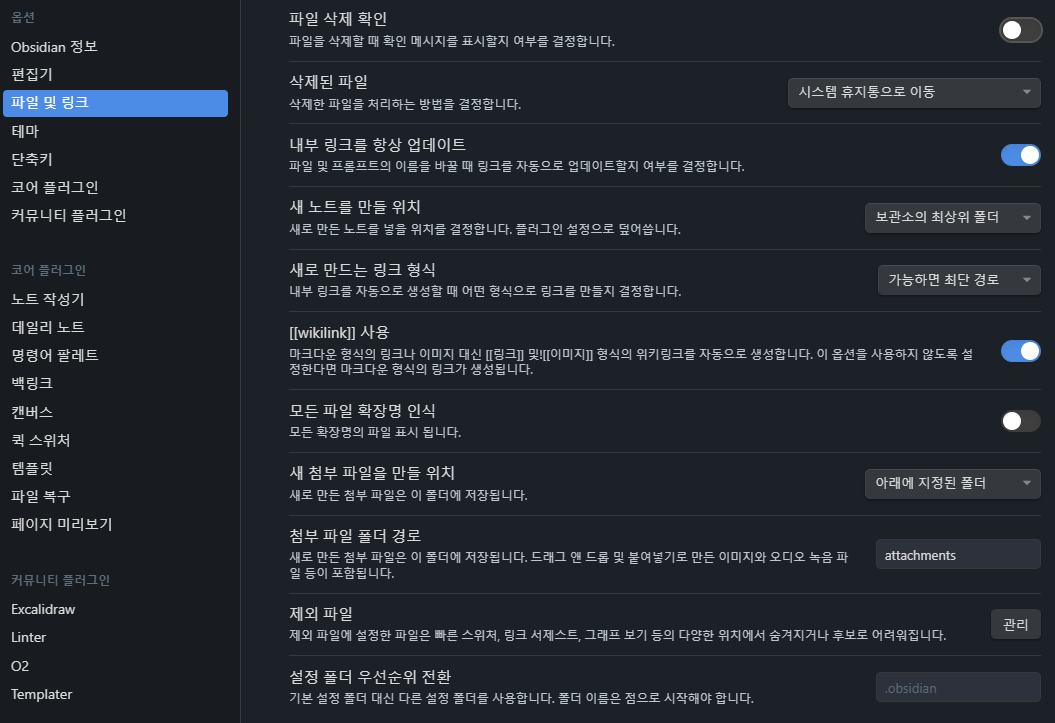 옵션
Obsidian 정보
편집기
파일 및 링크
테마
단축키
코어 플러그인
커뮤니티 플러그인
코어 플러그인
노트 작성기
데일리 노트
명령어 팔레트
백링크
캔버스
퀵 스위처
템플릿
파일 복구
페이지 미리보기
커뮤니티 플러그인
Excalidraw
Linter
O2
Templater
파일 삭제 확인
파일을 삭제할 때 확인 메시지를 표시할지 여부를 결정합니다.
삭제된 파일
삭제한 파일을 처리하는 방법을 결정합니다.
시스템 휴지통으로 이동
내부 링크를 항상 업데이트
파일 및 프롬프트의 이름을 바꿀 때 링크를 자동으로 업데이트할지 여부를 결정합니다.
새 노트를 만들 위치
새로 만든 노트를 넣을 위치를 결정합니다. 플러그인 설정으로 덮어씁니다.
보관소의 최상위 폴더
새로 만드는 링크 형식
내부 링크를 자동으로 생성할 때 어떤 형식으로 링크를 만들지 결정합니다.
가능하면 최단 경로
[[wikilink]] 사용
마크다운 형식의 링크나 이미지 대신 [[링크]] 및![[이미지]] 형식의 위키링크를 자동으로 생성합니다. 이 옵션을 사용하지 않도록 설
정한다면 마크다운 형식의 링크가 생성됩니다.
모든 파일 확장명 인식
모든 확장명의 파일 표시 됩니다.
새 첨부 파일을 만들 위치
새로 만든 첨부 파일은 이 폴더에 저장됩니다.
아래에 지정된 폴더
첨부 파일 폴더 경로
새로 만든 첨부 파일은 이 폴더에 저장됩니다. 드래그 앤 드롭 및 붙여넣기로 만든 이미지와 오디오 녹음 파
일 등이 포함됩니다.
attachments
제외 파일
제외 파일에 설정한 파일은 빠른 스위처, 링크 서제스트, 그래프 보기 등의 다양한 위치에서 숨겨지거나 후보로 어려워집니다.
관리
설정 폴더 우선순위 전환
기본 설정 폴더 대신 다른 설정 폴더를 사용합니다. 폴더 이름은 점으로 시작해야 합니다.
.obsidian